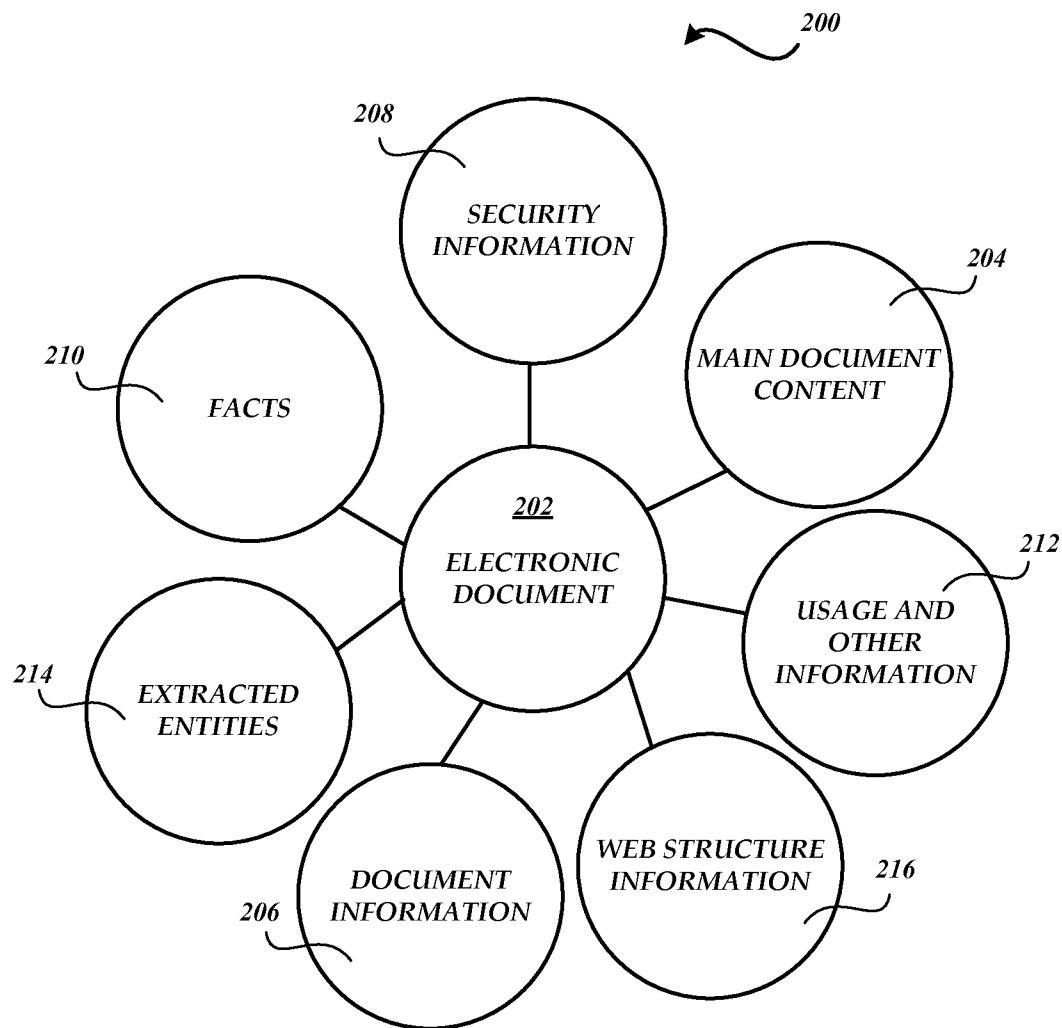 200
208
SECURITY
INFORMATION
204
MAIN DOCUMENT
CONTENT
210
FACTS
202
ELECTRONIC
DOCUMENT
212
USAGE AND
OTHER
INFORMATION
214
EXTRACTED
ENTITIES
WEB STRUCTURE
INFORMATION
216
DOCUMENT
INFORMATION
206